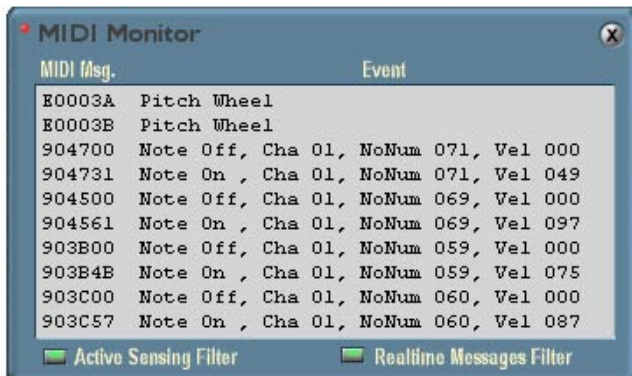 MIDI Monitor
X
MIDI Msg. Event
E0003A Pitch Wheel
E0003B Pitch Wheel
904700 Note Off, Cha 01, NoNum 071, Vel 000
904731 Note On , Cha 01, NoNum 071, Vel 049
904500 Note Off, Cha 01, NoNum 069, Vel 000
904561 Note On , Cha 01, NoNum 069, Vel 097
903B00 Note Off, Cha 01, NoNum 059, Vel 000
903B4B Note On , Cha 01, NoNum 059, Vel 075
903C00 Note Off, Cha 01, NoNum 060, Vel 000
903C57 Note On , Cha 01, NoNum 060, Vel 087
Active Sensing Filter Realtime Messages Filter